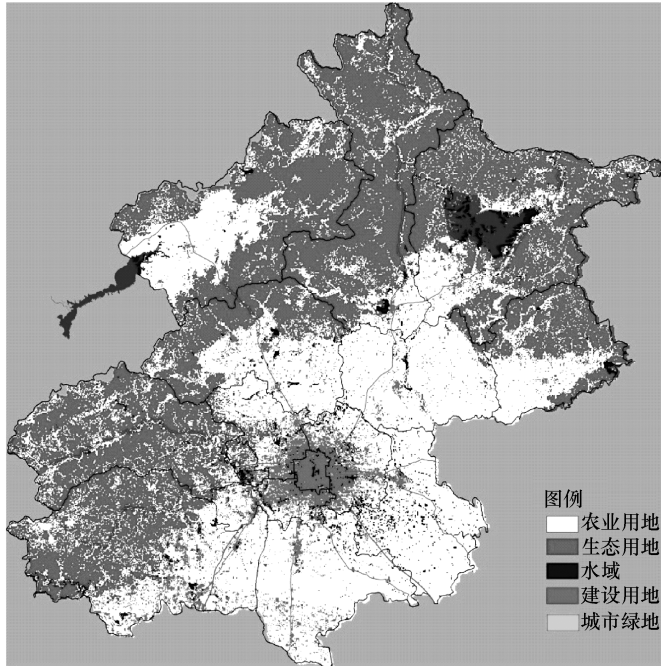 图例
农业用地
生态用地
水域
建设用地
城市绿地